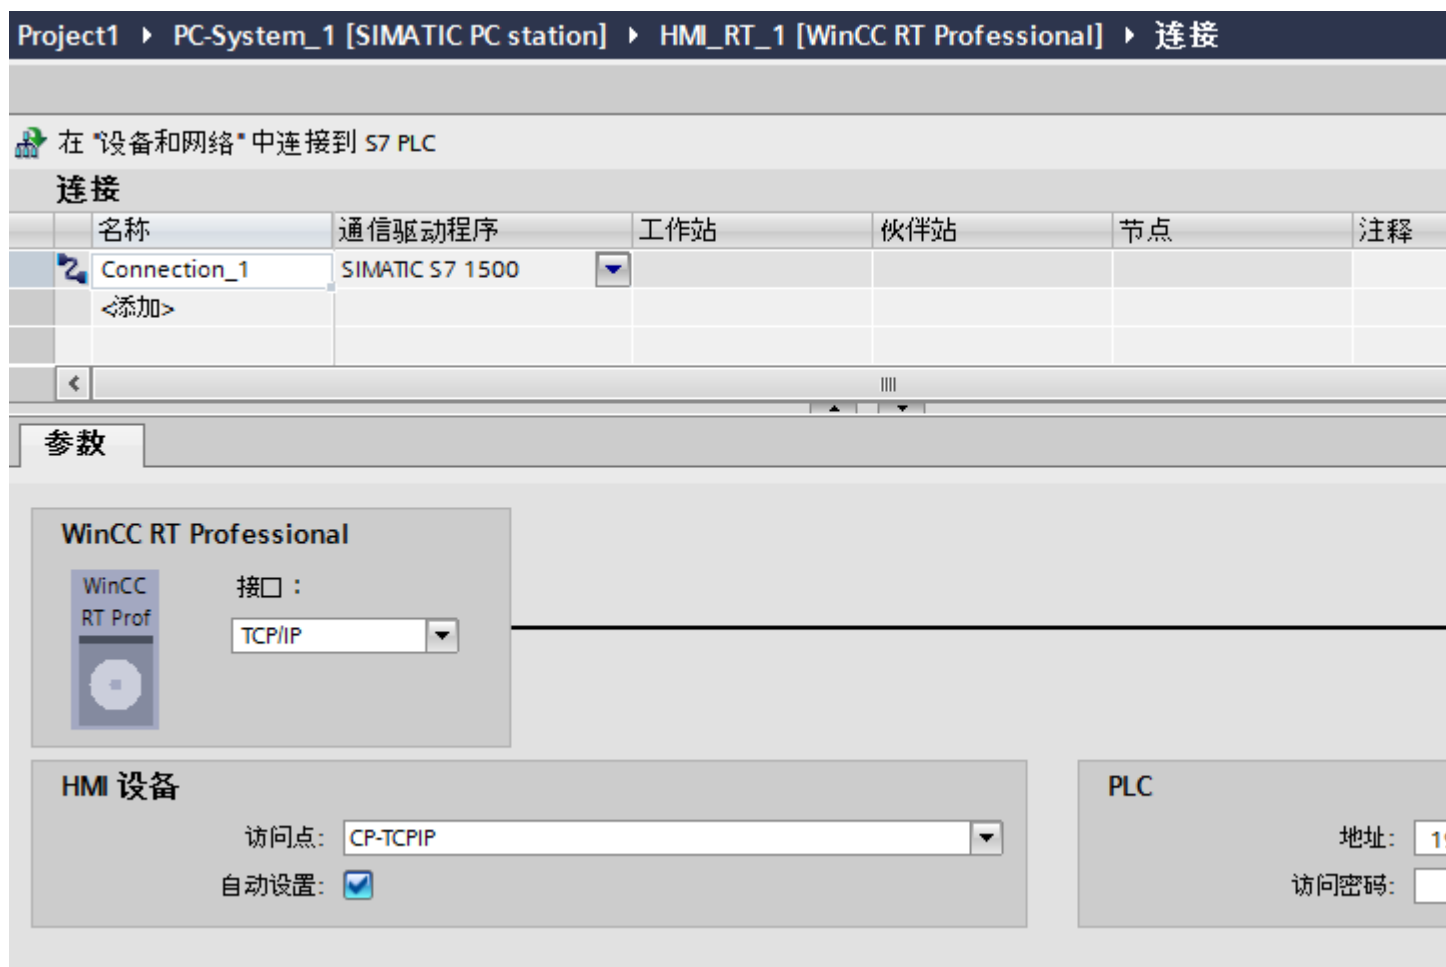 Project1 ▸ PC-System_1 [SIMATIC PC station] ▸ HMI_RT_1 [WinCC RT Professional] ▸ 连接
在 "设备和网络" 中连接到 S7 PLC
连接
名称 通信驱动程序 工作站 伙伴站 节点 注释
Connection_1 SIMATIC S7 1500
<添加>
参数
WinCC RT Professional
WinCC
RT Prof
接口：
TCP/IP
HMI 设备
访问点: CP-TCPIP
自动设置:
PLC
地址: 19
访问密码: